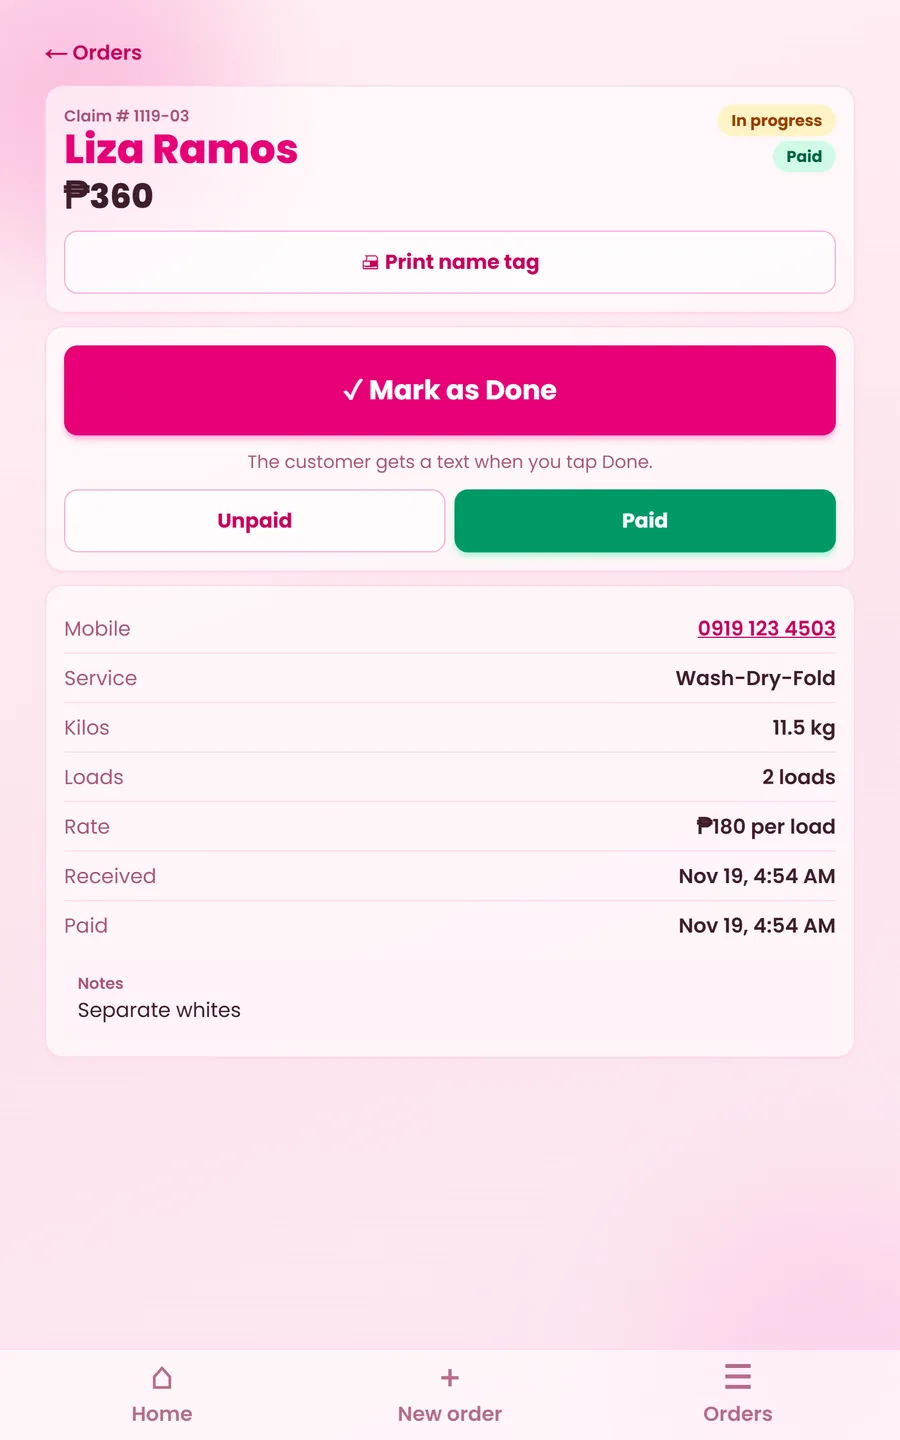 ← Orders
Claim # 1119-03
In progress
Liza Ramos
Paid
₱360
Print name tag
✓ Mark as Done
The customer gets a text when you tap Done.
Unpaid
Paid
Mobile 0919 123 4503
Service Wash-Dry-Fold
Kilos 11.5 kg
Loads 2 loads
Rate ₱180 per load
Received Nov 19, 4:54 AM
Paid Nov 19, 4:54 AM
Notes
Separate whites
Home
New order
Orders